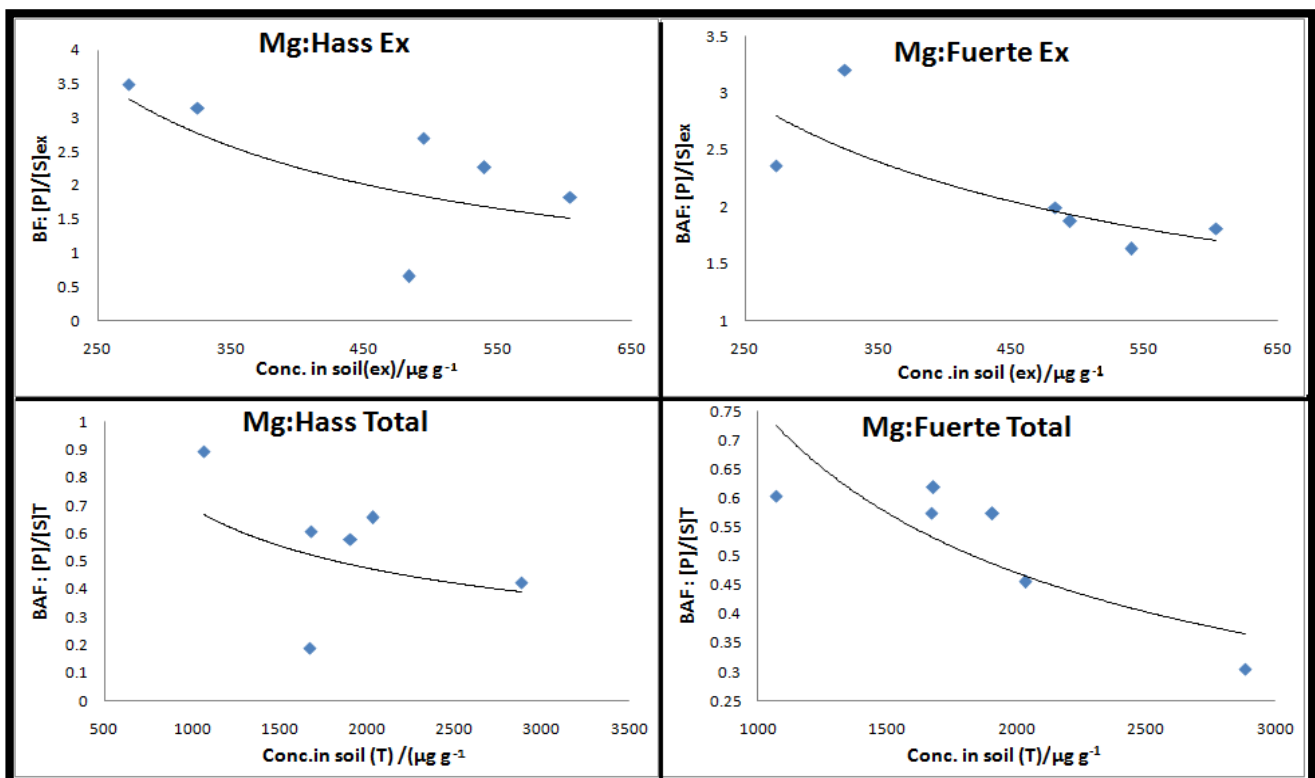 Mg:Hass Ex
BF: [P]/[S]ex
4
3.5
3
2.5
2
1.5
1
0.5
0
250 350 450 550 650
Conc. in soil(ex)/µg g-1
Mg:Fuerte Ex
BAF: [P]/[S]ex
3.5
3
2.5
2
1.5
1
250 350 450 550 650
Conc .in soil (ex)/µg g-1
Mg:Hass Total
BAF : [P]/[S]T
1
0.9
0.8
0.7
0.6
0.5
0.4
0.3
0.2
0.1
0
500 1000 1500 2000 2500 3000 3500
Conc.in soil (T) /(µg g-1
Mg:Fuerte Total
BAF : [P]/[S]T
0.75
0.7
0.65
0.6
0.55
0.5
0.45
0.4
0.35
0.3
0.25
1000 1500 2000 2500 3000
Conc. in soil (T)/µg g-1